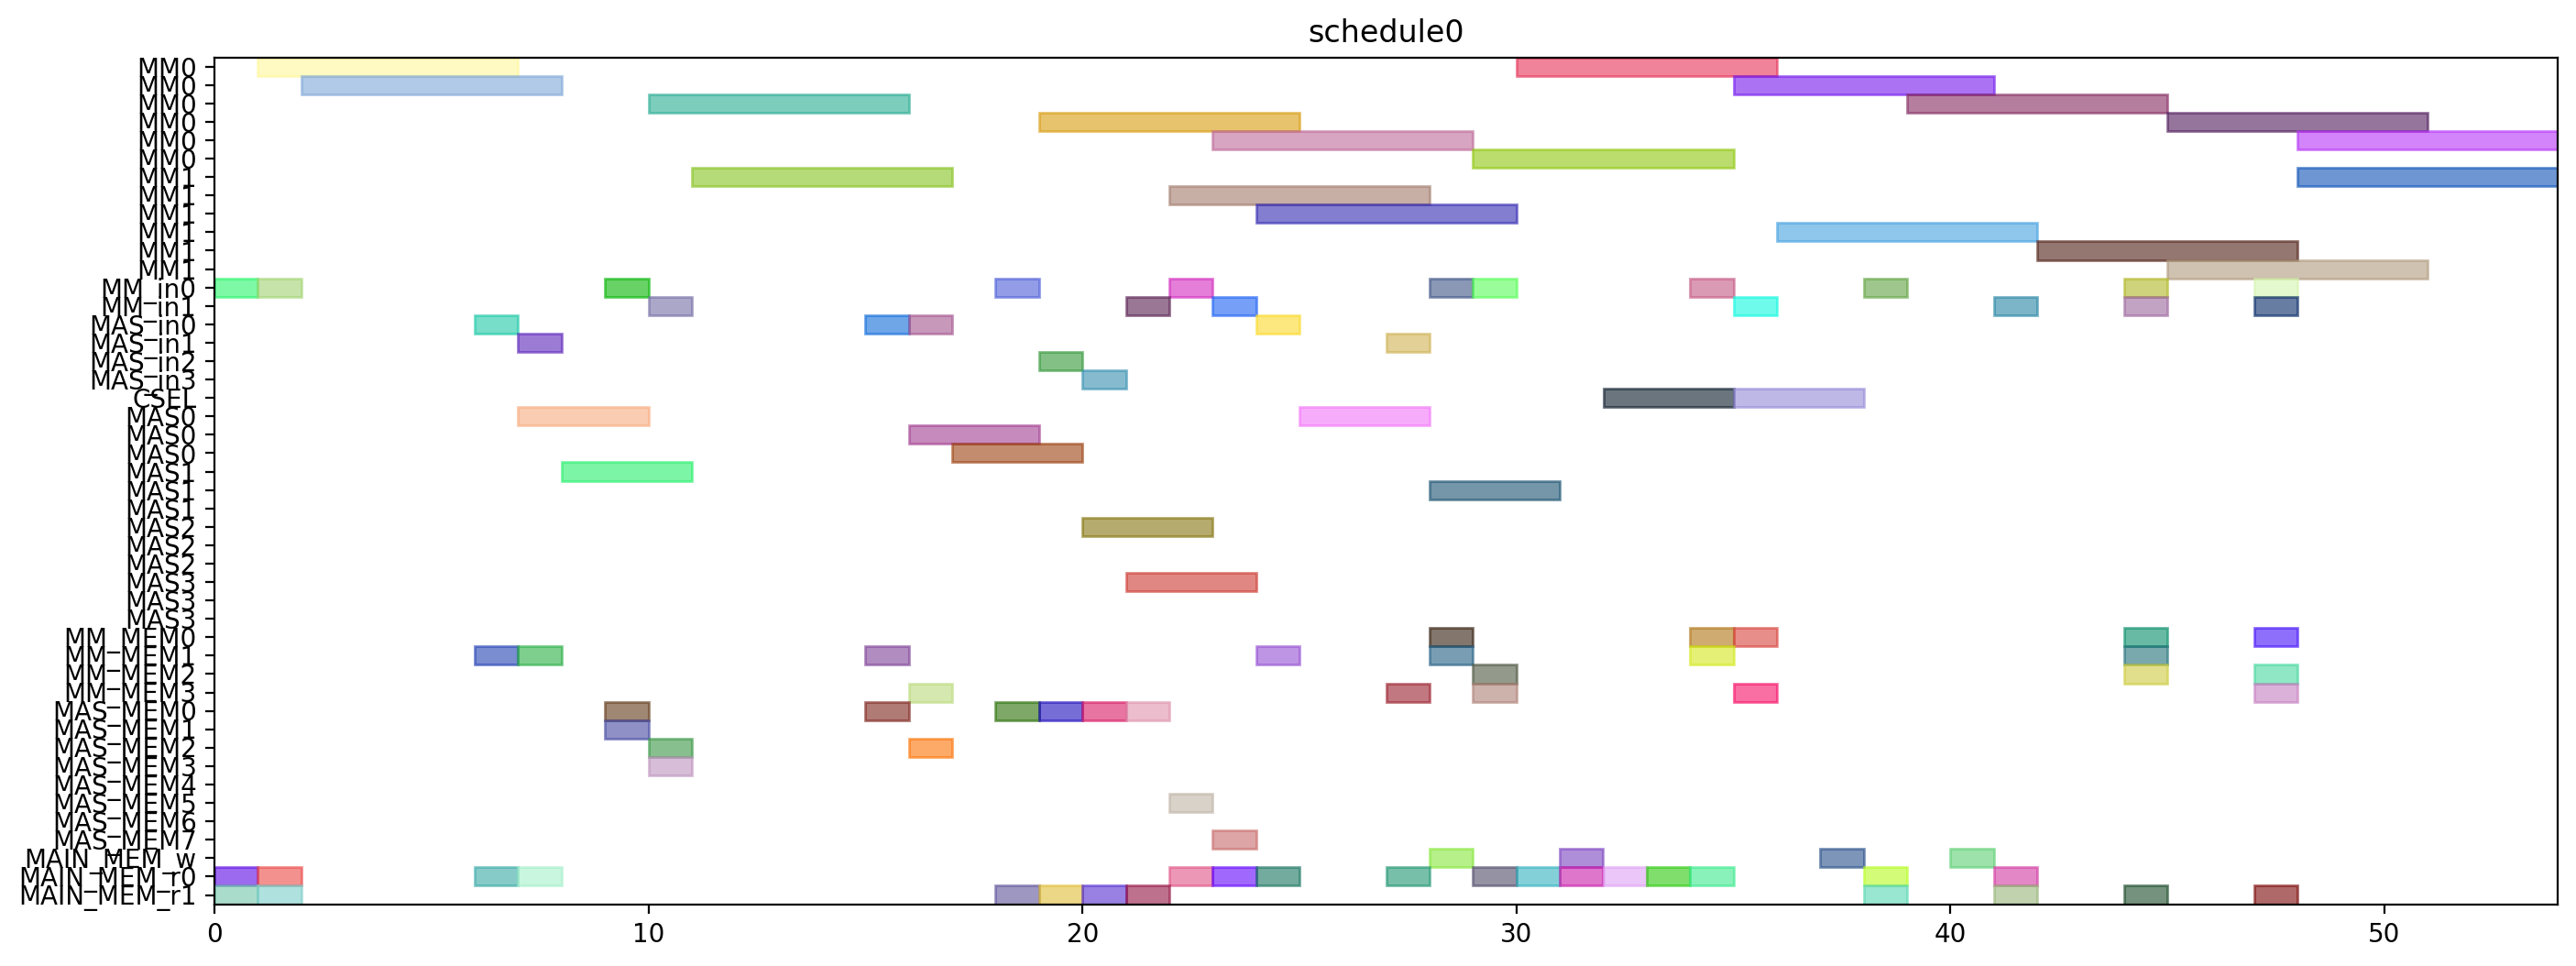 schedule0
MM0
MM0
MM0
MM0
MM0
MM0
MM1
MM1
MM1
MM1
MM1
MM1
MM_in0
MM_in1
MAS_in0
MAS_in1
MAS_in2
MAS_in3
CSEL
MAS0
MAS0
MAS0
MAS1
MAS1
MAS1
MAS2
MAS2
MAS2
MAS3
MAS3
MAS3
MM_MEM0
MM_MEM1
MM_MEM2
MM_MEM3
MAS_MEM0
MAS_MEM1
MAS_MEM2
MAS_MEM3
MAS_MEM4
MAS_MEM5
MAS_MEM6
MAS_MEM7
MAIN_MEM_w
MAIN_MEM_r0
MAIN_MEM_r1
0 10 20 30 40 50